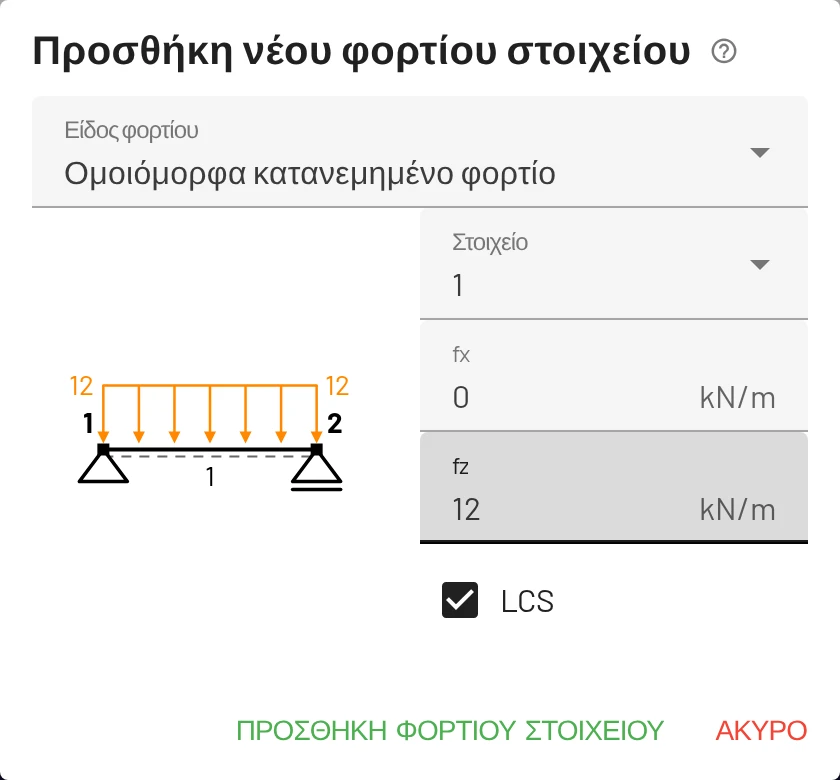 Προσθήκη νέου φορτίου στοιχείου
Είδος φορτίου
Ομοιόμορφα κατανεμημένο φορτίο
Στοιχείο
1
fx
0 kN/m
fz
12 kN/m
LCS
12 12
1 2
1
ΠΡΟΣΘΗΚΗ ΦΟΡΤΙΟΥ ΣΤΟΙΧΕΙΟΥ ΑΚΥΡΟ